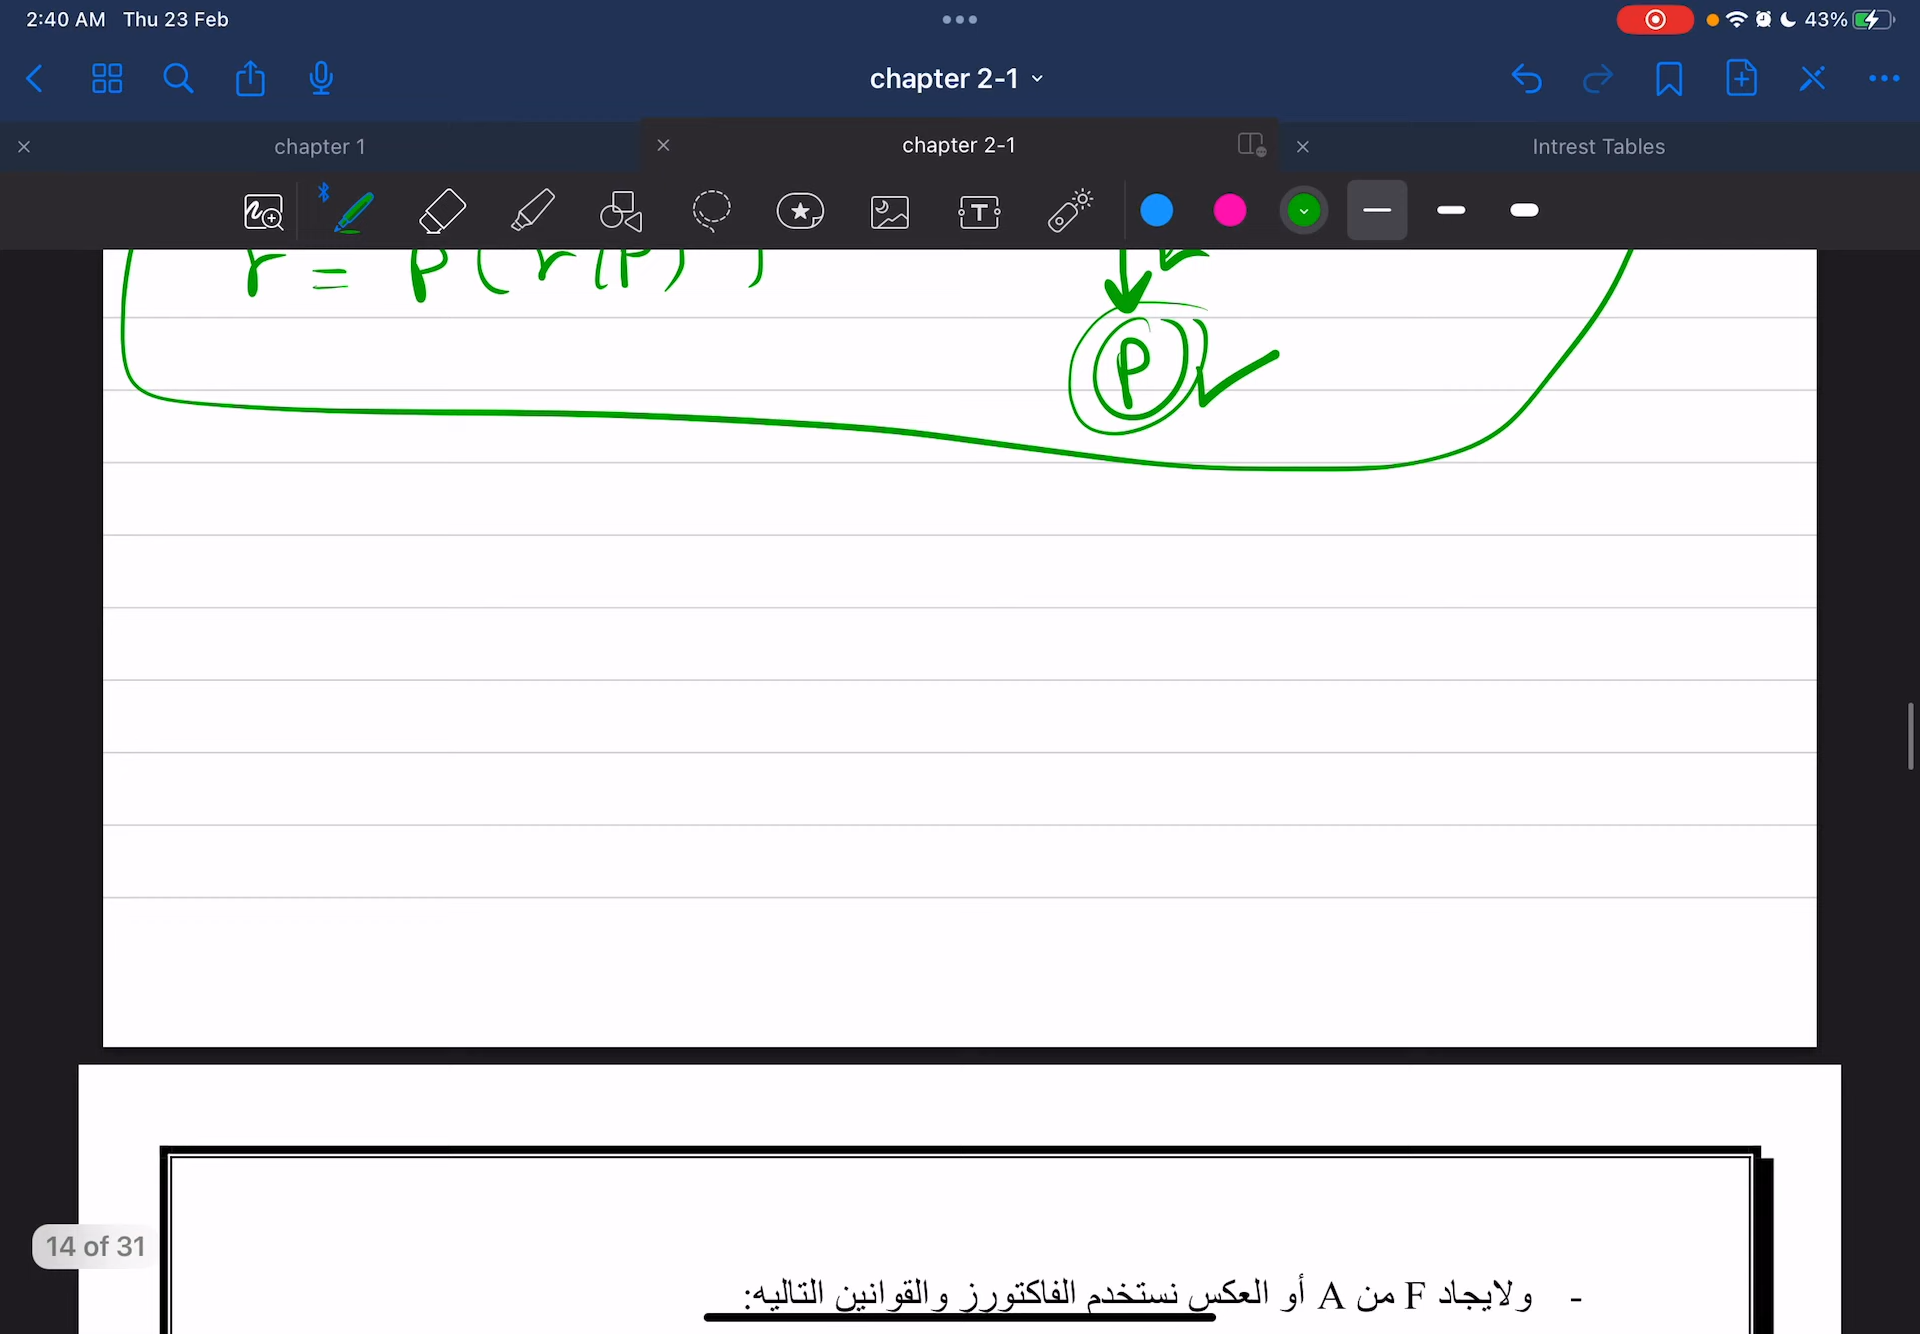 2:40 AM Thu 23 Feb
43%
chapter 2-1
chapter 1
chapter 2-1
Intrest Tables
P
14 of 31
- ولايجاد F من A أو العكس نستخدم الفاكتورز والقوانين التاليه: